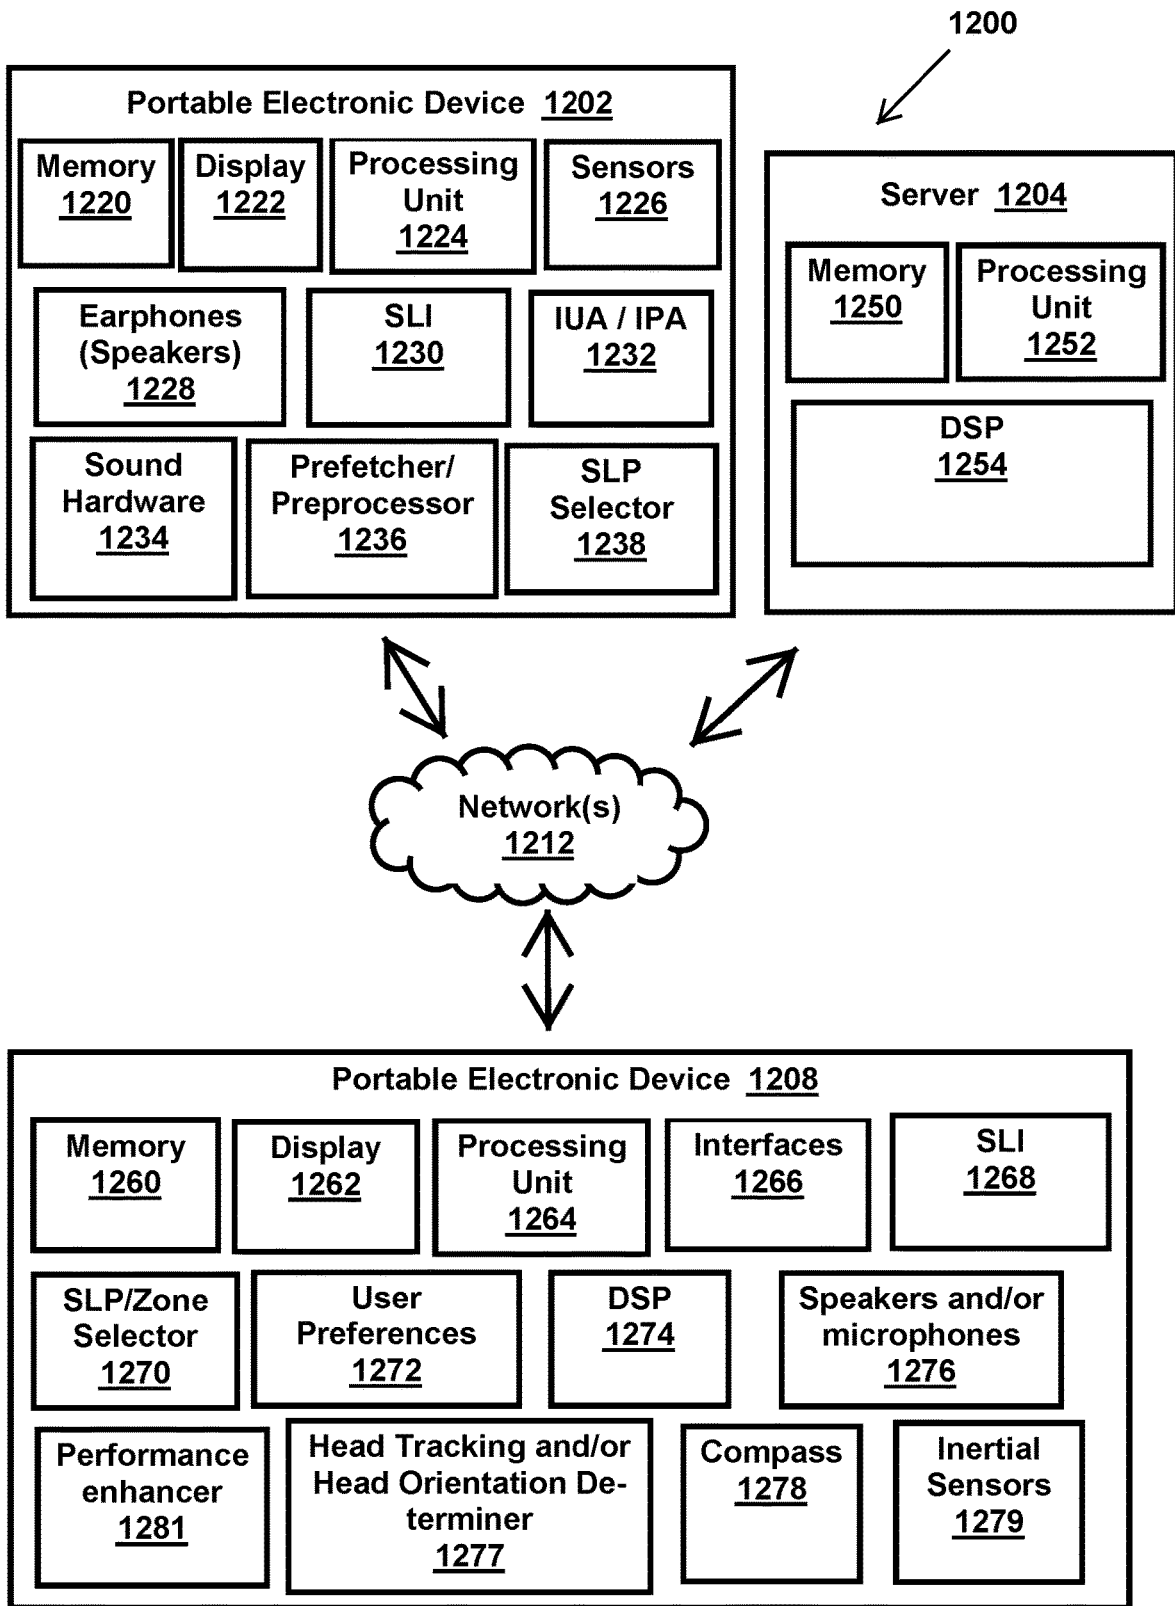 1200
Portable Electronic Device 1202
Memory
1220
Display
1222
Processing
Unit
1224
Sensors
1226
Earphones
(Speakers)
1228
SLI
1230
IUA / IPA
1232
Sound
Hardware
1234
Prefetcher/
Preprocessor
1236
SLP
Selector
1238
Server 1204
Memory
1250
Processing
Unit
1252
DSP
1254
Network(s)
1212
Portable Electronic Device 1208
Memory
1260
Display
1262
Processing
Unit
1264
Interfaces
1266
SLI
1268
SLP/Zone
Selector
1270
User
Preferences
1272
DSP
1274
Speakers and/or
microphones
1276
Performance
enhancer
1281
Head Tracking and/or
Head Orientation De-
terminer
1277
Compass
1278
Inertial
Sensors
1279